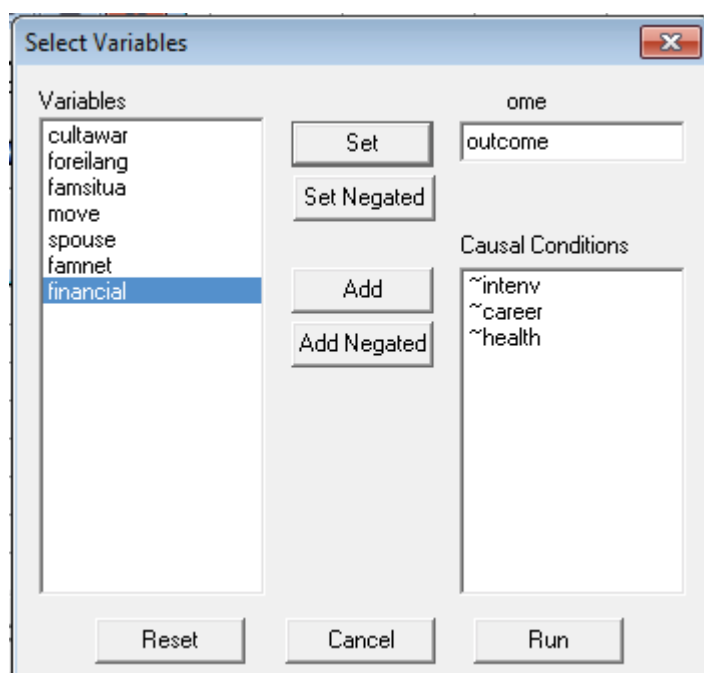 Select Variables
Variables
cultawar
foreilang
famsitua
move
spouse
famnet
financial
Set
Set Negated
Add
Add Negated
ome
outcome
Causal Conditions
~intenv
~career
~health
Reset
Cancel
Run